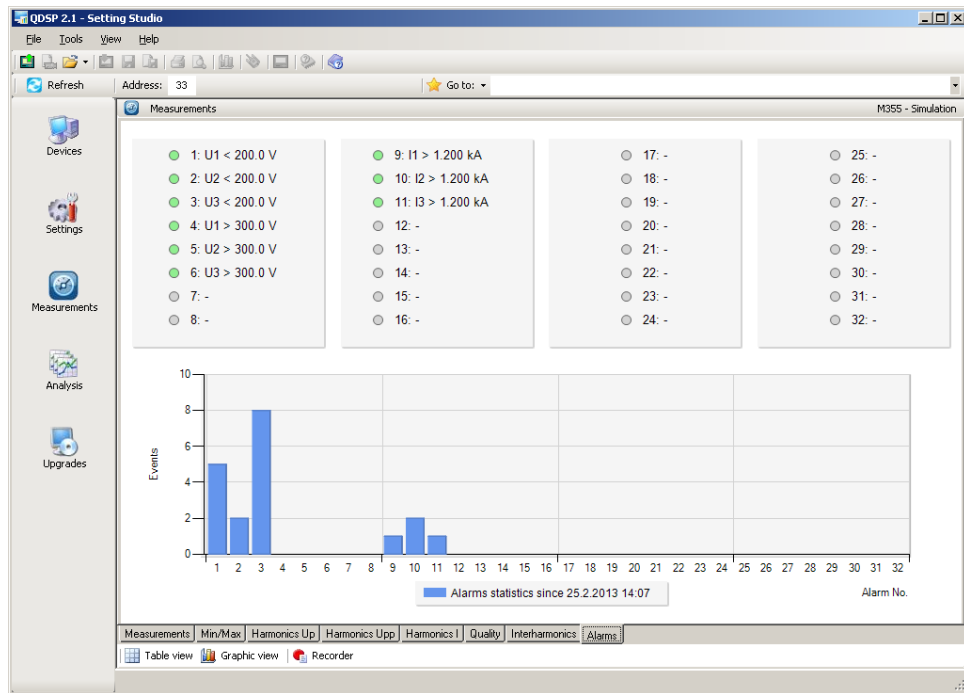 QDSP 2.1 - Setting Studio
File Tools View Help
Refresh Address: 33 Go to:
Measurements M355 - Simulation
Devices
Settings
Measurements
Analysis
Upgrades
1: U1 < 200.0 V
2: U2 < 200.0 V
3: U3 < 200.0 V
4: U1 > 300.0 V
5: U2 > 300.0 V
6: U3 > 300.0 V
7: -
8: -
9: I1 > 1.200 kA
10: I2 > 1.200 kA
11: I3 > 1.200 kA
12: -
13: -
14: -
15: -
16: -
17: -
18: -
19: -
20: -
21: -
22: -
23: -
24: -
25: -
26: -
27: -
28: -
29: -
30: -
31: -
32: -
10
8
6
4
2
0
Events
1 2 3 4 5 6 7 8 9 10 11 12 13 14 15 16 17 18 19 20 21 22 23 24 25 26 27 28 29 30 31 32
Alarms statistics since 25.2.2013 14:07
Alarm No.
Measurements Min/Max Harmonics Up Harmonics Upp Harmonics I Quality Interharmonics Alarms
Table view Graphic view Recorder